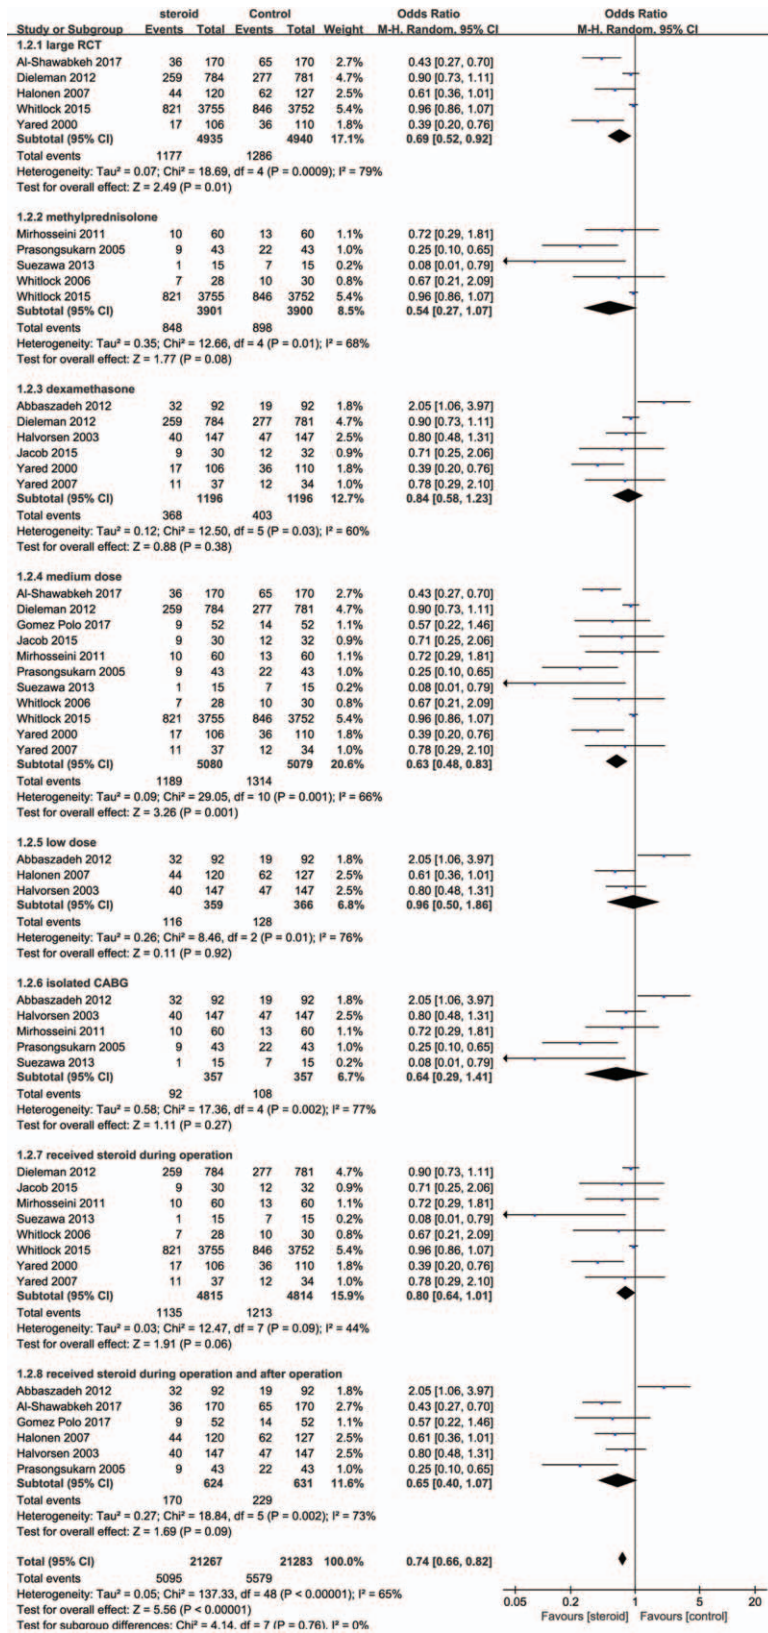 steroid Control Odds Ratio Odds Ratio
Study or Subgroup Events Total Events Total Weight M-H, Random, 95% CI M-H, Random, 95% CI
1.2.1 large RCT
Al-Shawabkeh 2017 36 170 65 170 2.7% 0.43 [0.27, 0.70]
Dieleman 2012 259 784 277 781 4.7% 0.90 [0.73, 1.11]
Halonen 2007 44 120 62 127 2.3% 0.61 [0.36, 1.01]
Whitlock 2015 821 3755 846 3752 5.4% 0.96 [0.86, 1.07]
Yared 2000 17 106 36 110 1.8% 0.39 [0.20, 0.76]
Subtotal (95% CI) 4935 4940 17.1% 0.69 [0.52, 0.92]
Total events 1177 1286
Heterogeneity: Tau² = 0.07; Chi² = 18.69, df = 4 (P = 0.0009); I² = 79%
Test for overall effect: Z = 2.49 (P = 0.01)
1.2.2 methylprednisolone
Mirhosseini 2011 10 60 13 60 1.1% 0.72 [0.29, 1.81]
Prasongsukarn 2005 9 43 22 43 1.0% 0.25 [0.10, 0.65]
Suezawa 2013 1 15 7 15 0.2% 0.08 [0.01, 0.79]
Whitlock 2006 7 28 10 30 0.8% 0.67 [0.21, 2.09]
Whitlock 2015 821 3755 846 3752 5.4% 0.96 [0.86, 1.07]
Subtotal (95% CI) 3901 3900 8.5% 0.54 [0.27, 1.07]
Total events 848 898
Heterogeneity: Tau² = 0.35; Chi² = 12.66, df = 4 (P = 0.01); I² = 68%
Test for overall effect: Z = 1.77 (P = 0.08)
1.2.3 dexamethasone
Abbaszadeh 2012 32 92 19 92 1.8% 2.05 [1.06, 3.97]
Dieleman 2012 259 784 277 781 4.7% 0.90 [0.73, 1.11]
Halvorsen 2003 40 147 47 147 2.5% 0.80 [0.48, 1.31]
Jacob 2015 9 30 12 32 0.9% 0.71 [0.25, 2.06]
Yared 2000 17 106 36 110 1.8% 0.39 [0.20, 0.76]
Yared 2007 11 37 12 34 1.0% 0.78 [0.29, 2.10]
Subtotal (95% CI) 1196 1196 12.7% 0.84 [0.58, 1.23]
Total events 368 403
Heterogeneity: Tau² = 0.12; Chi² = 12.50, df = 5 (P = 0.03); I² = 60%
Test for overall effect: Z = 0.88 (P = 0.38)
1.2.4 medium dose
Al-Shawabkeh 2017 36 170 65 170 2.7% 0.43 [0.27, 0.70]
Dieleman 2012 259 784 277 781 4.7% 0.90 [0.73, 1.11]
Gomez Polo 2017 9 52 14 52 1.1% 0.57 [0.22, 1.46]
Jacob 2015 9 30 12 32 0.9% 0.71 [0.25, 2.06]
Mirhosseini 2011 10 60 13 60 1.1% 0.72 [0.29, 1.81]
Prasongsukarn 2005 9 43 22 43 1.0% 0.25 [0.10, 0.65]
Suezawa 2013 1 15 7 15 0.2% 0.08 [0.01, 0.79]
Whitlock 2006 7 28 10 30 0.8% 0.67 [0.21, 2.09]
Whitlock 2015 821 3755 846 3752 5.4% 0.96 [0.86, 1.07]
Yared 2000 17 106 36 110 1.8% 0.39 [0.20, 0.76]
Yared 2007 11 37 12 34 1.0% 0.78 [0.29, 2.10]
Subtotal (95% CI) 5080 5079 20.6% 0.63 [0.48, 0.83]
Total events 1189 1314
Heterogeneity: Tau² = 0.09; Chi² = 29.05, df = 10 (P = 0.001); I² = 66%
Test for overall effect: Z = 3.26 (P = 0.001)
1.2.5 low dose
Abbaszadeh 2012 32 92 19 92 1.8% 2.05 [1.06, 3.97]
Halonen 2007 44 120 62 127 2.3% 0.61 [0.36, 1.01]
Halvorsen 2003 40 147 47 147 2.5% 0.80 [0.48, 1.31]
Subtotal (95% CI) 359 366 6.8% 0.96 [0.50, 1.86]
Total events 116 128
Heterogeneity: Tau² = 0.26; Chi² = 8.46, df = 2 (P = 0.01); I² = 76%
Test for overall effect: Z = 0.11 (P = 0.92)
1.2.6 isolated CABG
Abbaszadeh 2012 32 92 19 92 1.8% 2.05 [1.06, 3.97]
Halvorsen 2003 40 147 47 147 2.5% 0.80 [0.48, 1.31]
Mirhosseini 2011 10 60 13 60 1.1% 0.72 [0.29, 1.81]
Prasongsukarn 2005 9 43 22 43 1.0% 0.25 [0.10, 0.65]
Suezawa 2013 1 15 7 15 0.2% 0.08 [0.01, 0.79]
Subtotal (95% CI) 357 357 6.7% 0.64 [0.29, 1.41]
Total events 92 108
Heterogeneity: Tau² = 0.58; Chi² = 17.36, df = 4 (P = 0.002); I² = 77%
Test for overall effect: Z = 1.11 (P = 0.27)
1.2.7 received steroid during operation
Dieleman 2012 259 784 277 781 4.7% 0.90 [0.73, 1.11]
Jacob 2015 9 30 12 32 0.9% 0.71 [0.25, 2.06]
Mirhosseini 2011 10 60 13 60 1.1% 0.72 [0.29, 1.81]
Suezawa 2013 1 15 7 15 0.2% 0.08 [0.01, 0.79]
Whitlock 2006 7 28 10 30 0.8% 0.67 [0.21, 2.09]
Whitlock 2015 821 3755 846 3752 5.4% 0.96 [0.86, 1.07]
Yared 2000 17 106 36 110 1.8% 0.39 [0.20, 0.76]
Yared 2007 11 37 12 34 1.0% 0.78 [0.29, 2.10]
Subtotal (95% CI) 4815 4814 15.9% 0.80 [0.64, 1.01]
Total events 1135 1213
Heterogeneity: Tau² = 0.03; Chi² = 12.47, df = 7 (P = 0.09); I² = 44%
Test for overall effect: Z = 1.91 (P = 0.06)
1.2.8 received steroid during operation and after operation
Abbaszadeh 2012 32 92 19 92 1.8% 2.05 [1.06, 3.97]
Al-Shawabkeh 2017 36 170 65 170 2.7% 0.43 [0.27, 0.70]
Gomez Polo 2017 9 52 14 52 1.1% 0.57 [0.22, 1.46]
Halonen 2007 44 120 62 127 2.3% 0.61 [0.36, 1.01]
Halvorsen 2003 40 147 47 147 2.5% 0.80 [0.48, 1.31]
Prasongsukarn 2005 9 43 22 43 1.0% 0.25 [0.10, 0.65]
Subtotal (95% CI) 624 631 11.6% 0.65 [0.40, 1.07]
Total events 170 229
Heterogeneity: Tau² = 0.27; Chi² = 18.84, df = 5 (P = 0.002); I² = 73%
Test for overall effect: Z = 1.69 (P = 0.09)
Total (95% CI) 21267 21283 100.0% 0.74 [0.66, 0.82]
Total events 5095 5579
Heterogeneity: Tau² = 0.05; Chi² = 137.33, df = 48 (P < 0.00001); I² = 65%
Test for overall effect: Z = 5.56 (P < 0.00001)
Test for subgroup differences: Chi² = 4.14, df = 7 (P = 0.76), I² = 0%
0.05 0.2 1 5 20
Favours [steroid] Favours [control]